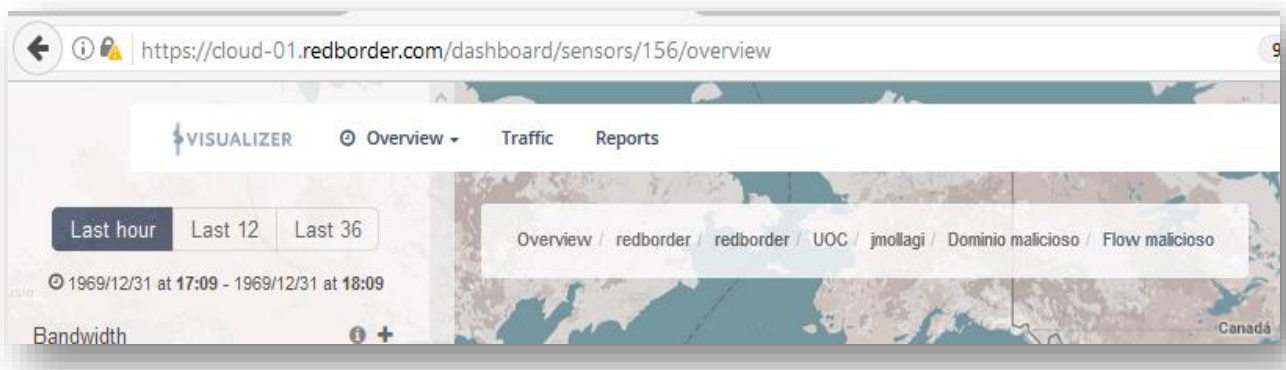 https://cloud-01.redborder.com/dashboard/sensors/156/overview
VISUALIZER Overview Traffic Reports
Last hour Last 12 Last 36
Overview / redborder / redborder / UOC / jmollagi / Dominio malicioso / Flow malicioso
1969/12/31 at 17:09 - 1969/12/31 at 18:09
Bandwidth
Canadá